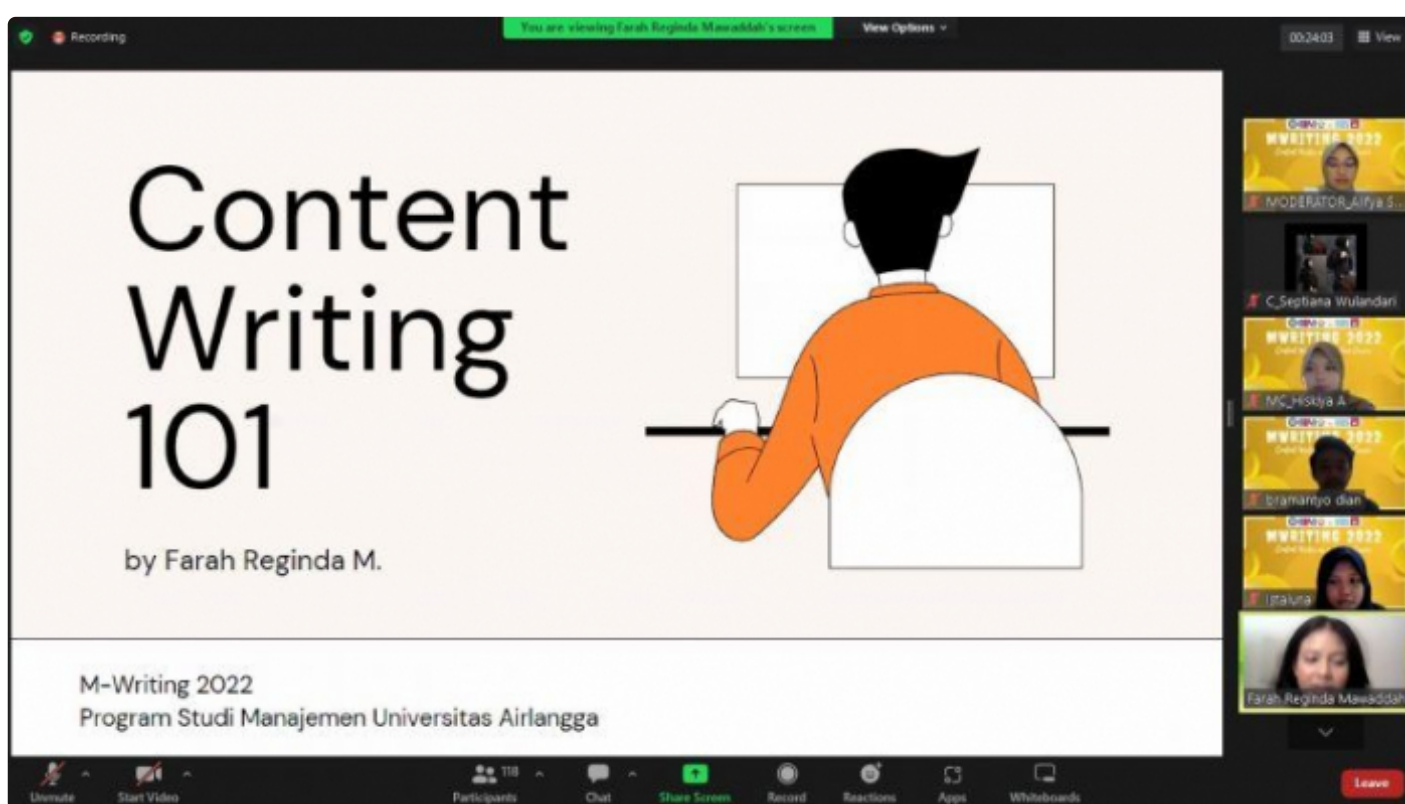 Recording
You are viewing Farah Reginda Mawaddah's screen
View Options
00:24:03
View
Content
Writing
101
by Farah Reginda M.
M-Writing 2022
Program Studi Manajemen Universitas Airlangga
MWRITING 2022
MODERATOR_Alfya S...
C_Septiana Wulandari
MWRITING 2022
MC_Hiskiya A
MWRITING 2022
bramantyo dian
MWRITING 2022
Farah Reginda Mawaddah
Unmute
Start Video
118
Participants
Chat
Share Screen
Record
Reactions
Apps
Whiteboards
Leave